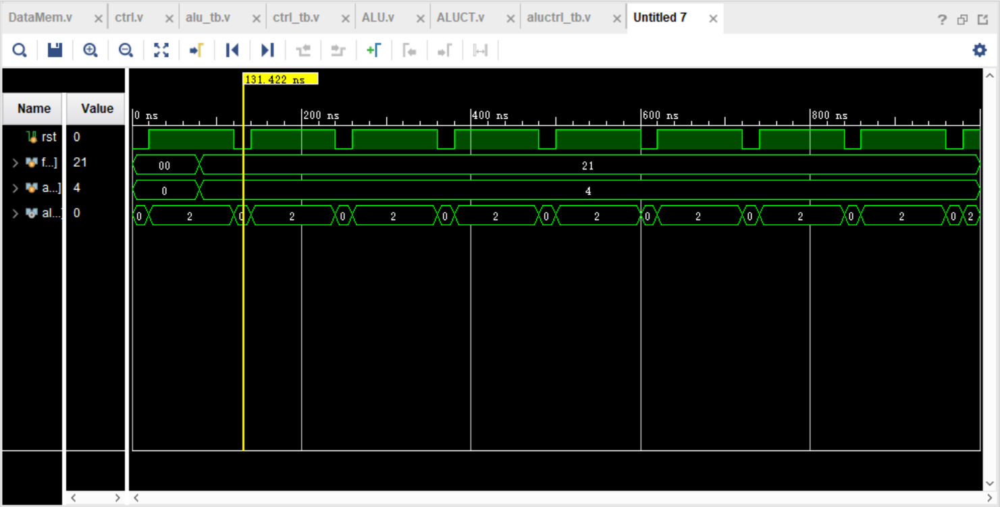 DataMem.v ctrl.v alu_tb.v ctrl_tb.v ALU.v ALUCT.v aluctrl_tb.v Untitled 7
131.422 ns
Name Value
0 ns 200 ns 400 ns 600 ns 800 ns
rst 0
f...] 21 00 21
a...] 4 0 4
al...] 0 0 2 0 2 0 2 0 2 0 2 0 2 0 2 0 2 0 2